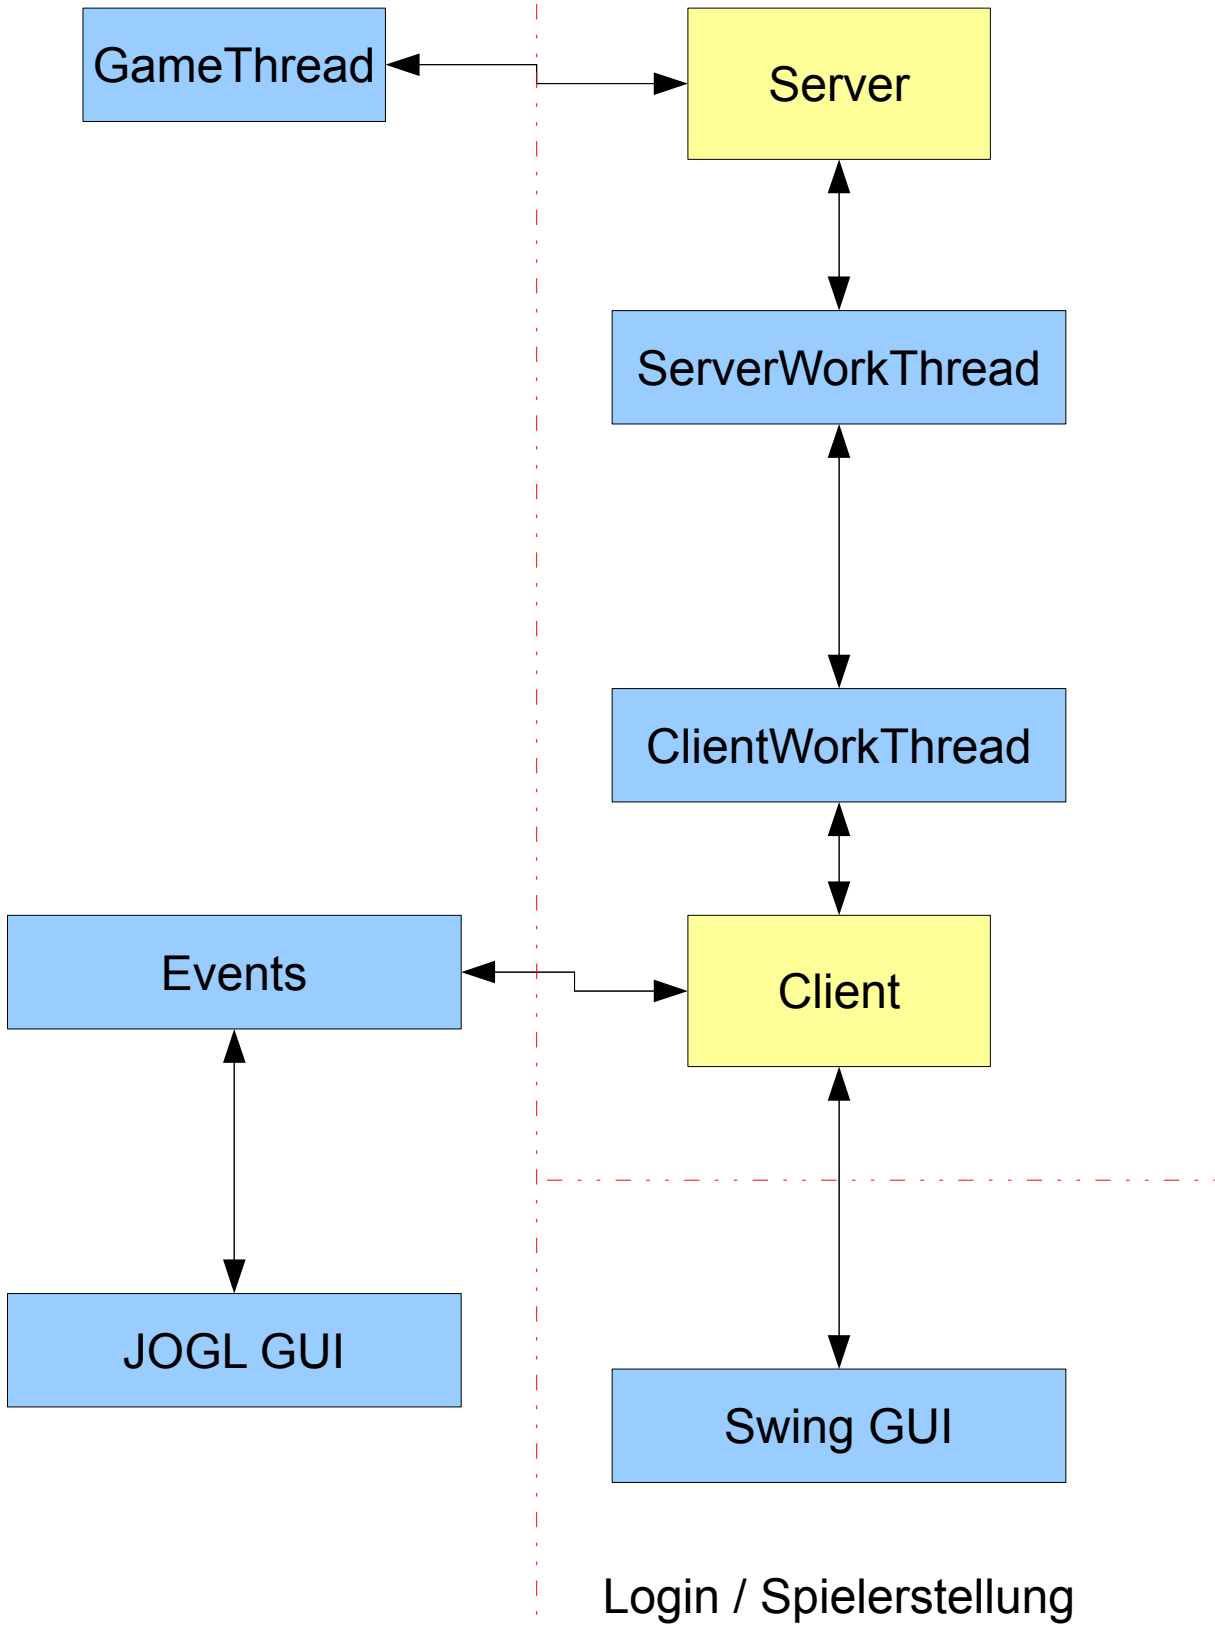 GameThread
Server
ServerWorkThread
ClientWorkThread
Events
Client
JOGL GUI
Swing GUI
Login / Spielerstellung